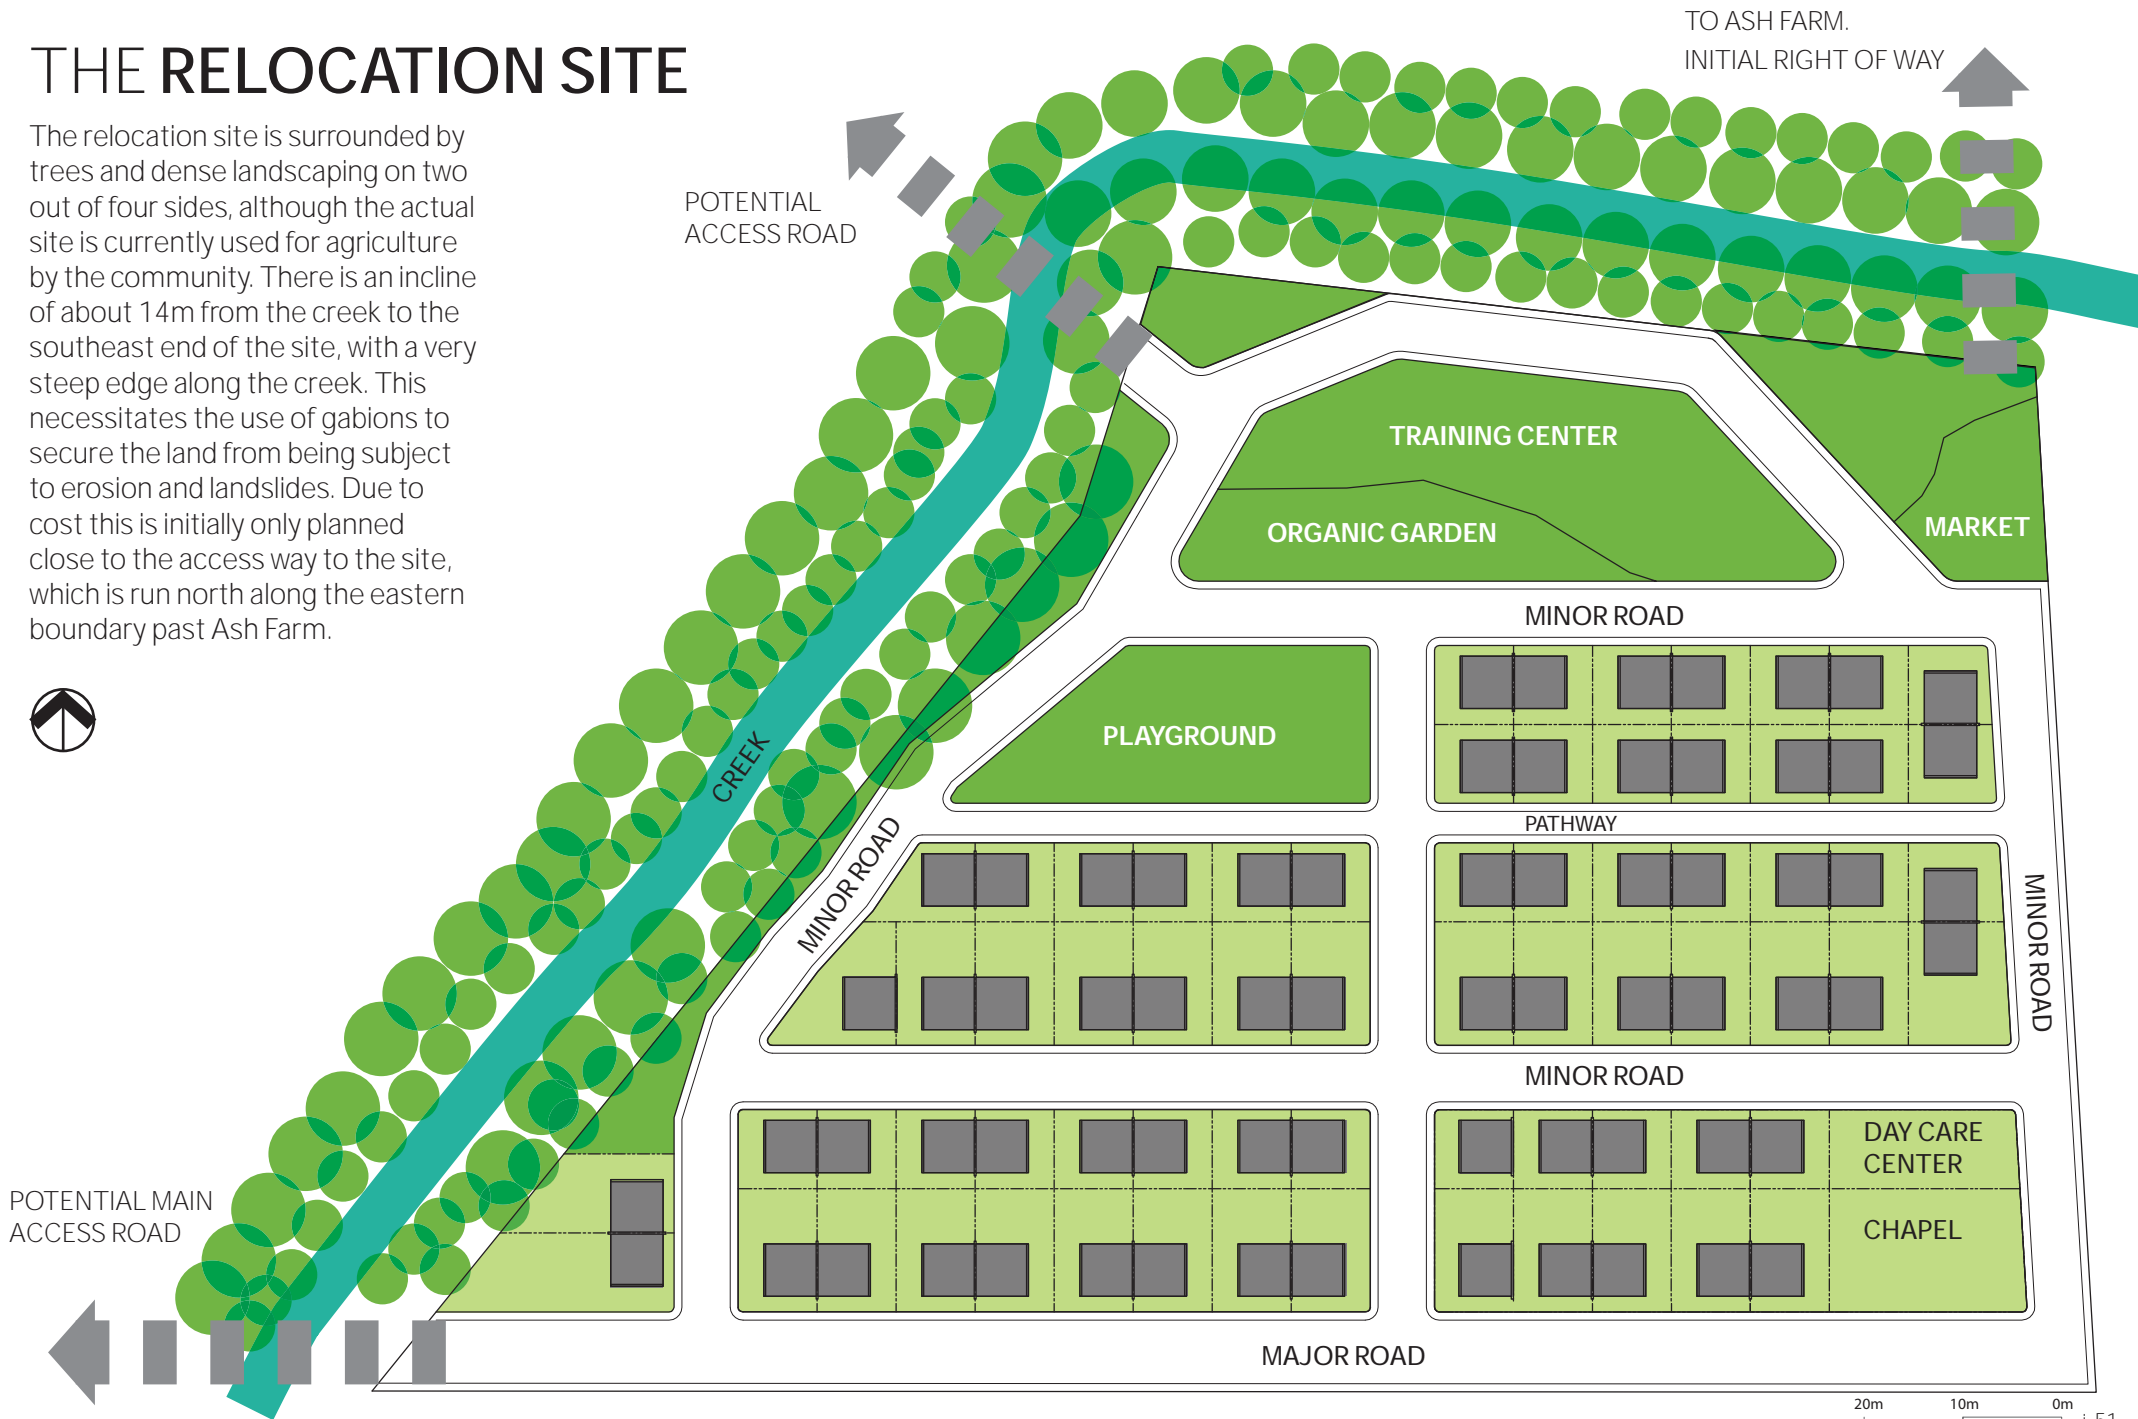 THE RELOCATION SITE
The relocation site is surrounded by
trees and dense landscaping on two
out of four sides, although the actual
site is currently used for agriculture
by the community. There is an incline
of about 14m from the creek to the
southeast end of the site, with a very
steep edge along the creek. This
necessitates the use of gabions to
secure the land from being subject
to erosion and landslides. Due to
cost this is initially only planned
close to the access way to the site,
which is run north along the eastern
boundary past Ash Farm.
TO ASH FARM.
INITIAL RIGHT OF WAY
POTENTIAL
ACCESS ROAD
TRAINING CENTER
ORGANIC GARDEN
MARKET
MINOR ROAD
PLAYGROUND
CREEK
PATHWAY
MINOR ROAD
MINOR ROAD
MINOR ROAD
DAY CARE
CENTER
CHAPEL
POTENTIAL MAIN
ACCESS ROAD
MAJOR ROAD
20m 10m 0m